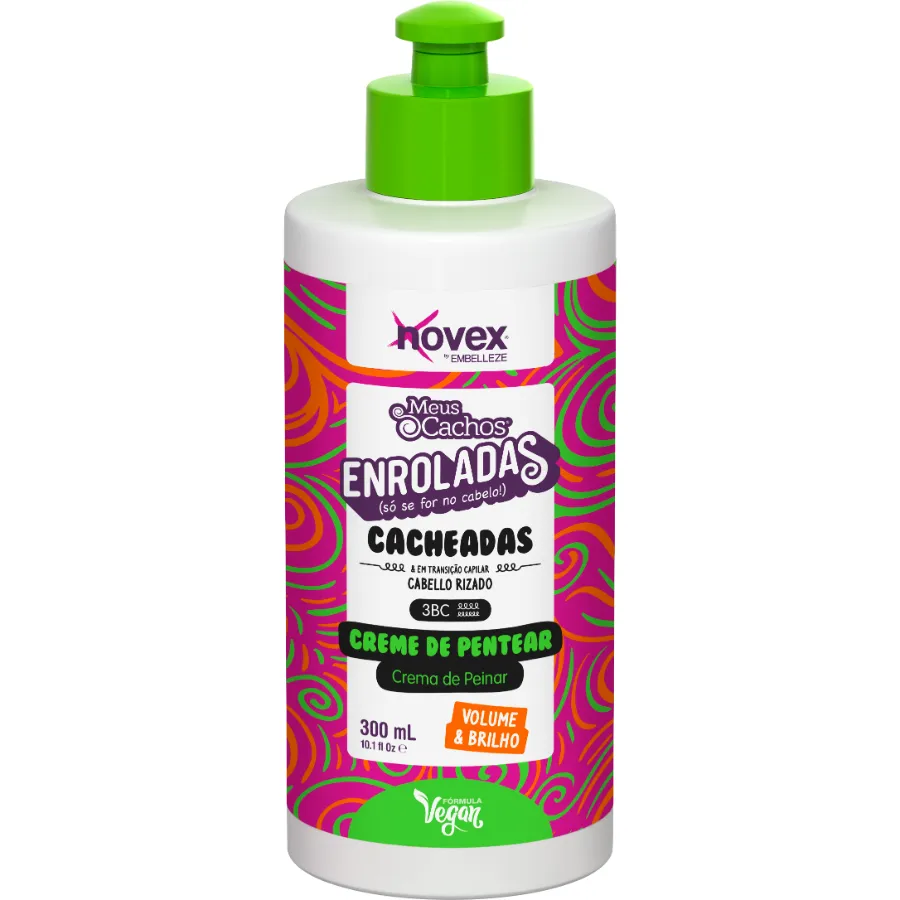 novex®
by EMBELLEZE
Meus
Cachos®
ENROLADAS
(só se for no cabelo!)
CACHEADAS
& EM TRANSIÇÃO CAPILAR
CABELLO RIZADO
3BC
CREME DE PENTEAR
Crema de Peinar
300 mL
10.1 fl Oz ℮
VOLUME
& BRILHO
FÓRMULA
Vegan